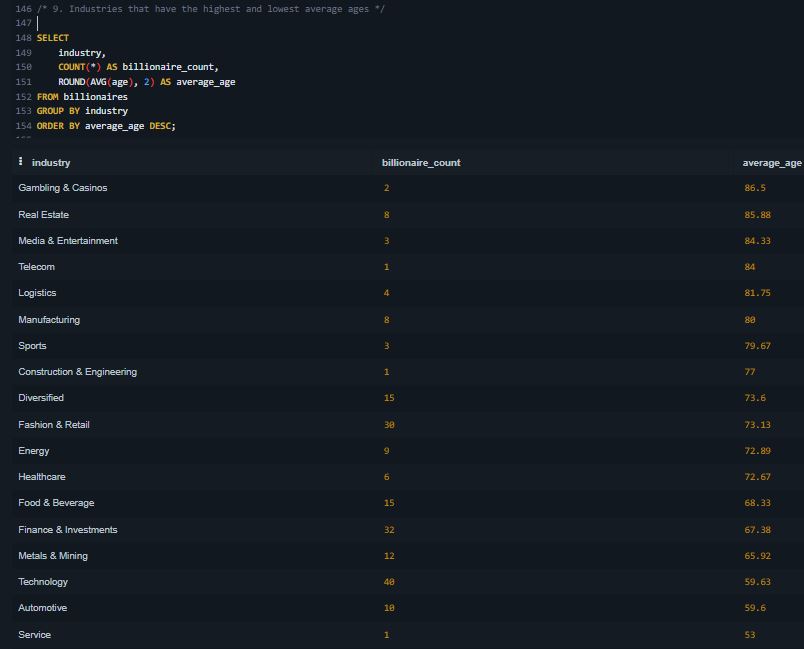 146 /* 9. Industries that have the highest and lowest average ages */
147
148 SELECT
149 industry,
150 COUNT(*) AS billionaire_count,
151 ROUND(AVG(age), 2) AS average_age
152 FROM billionaires
153 GROUP BY industry
154 ORDER BY average_age DESC;
industry billionaire_count average_age
Gambling & Casinos 2 86.5
Real Estate 8 85.88
Media & Entertainment 3 84.33
Telecom 1 84
Logistics 4 81.75
Manufacturing 8 80
Sports 3 79.67
Construction & Engineering 1 77
Diversified 15 73.6
Fashion & Retail 30 73.13
Energy 9 72.89
Healthcare 6 72.67
Food & Beverage 15 68.33
Finance & Investments 32 67.38
Metals & Mining 12 65.92
Technology 40 59.63
Automotive 10 59.6
Service 1 53